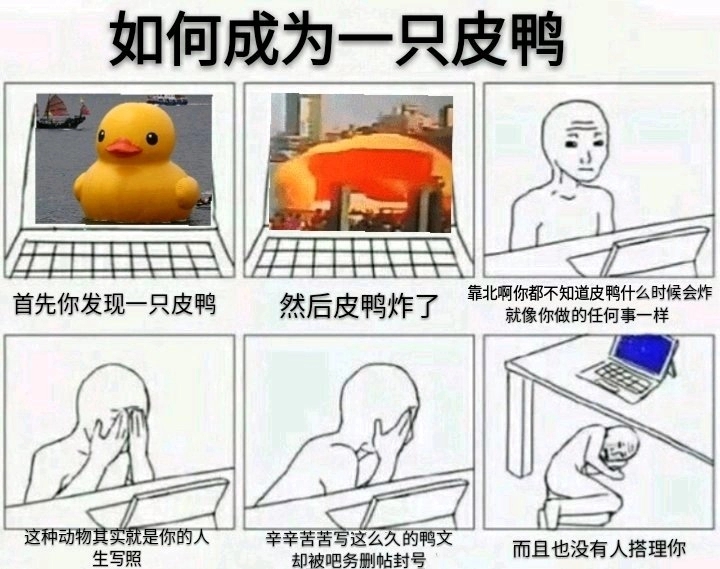 如何成为一只皮鸭
首先你发现一只皮鸭
然后皮鸭炸了
靠北啊你都不知道皮鸭什么时候会炸
就像你做的任何事一样
这种动物其实就是你的人
生写照
辛辛苦苦写这么久的鸭文
却被吧务删帖封号
而且也没有人搭理你